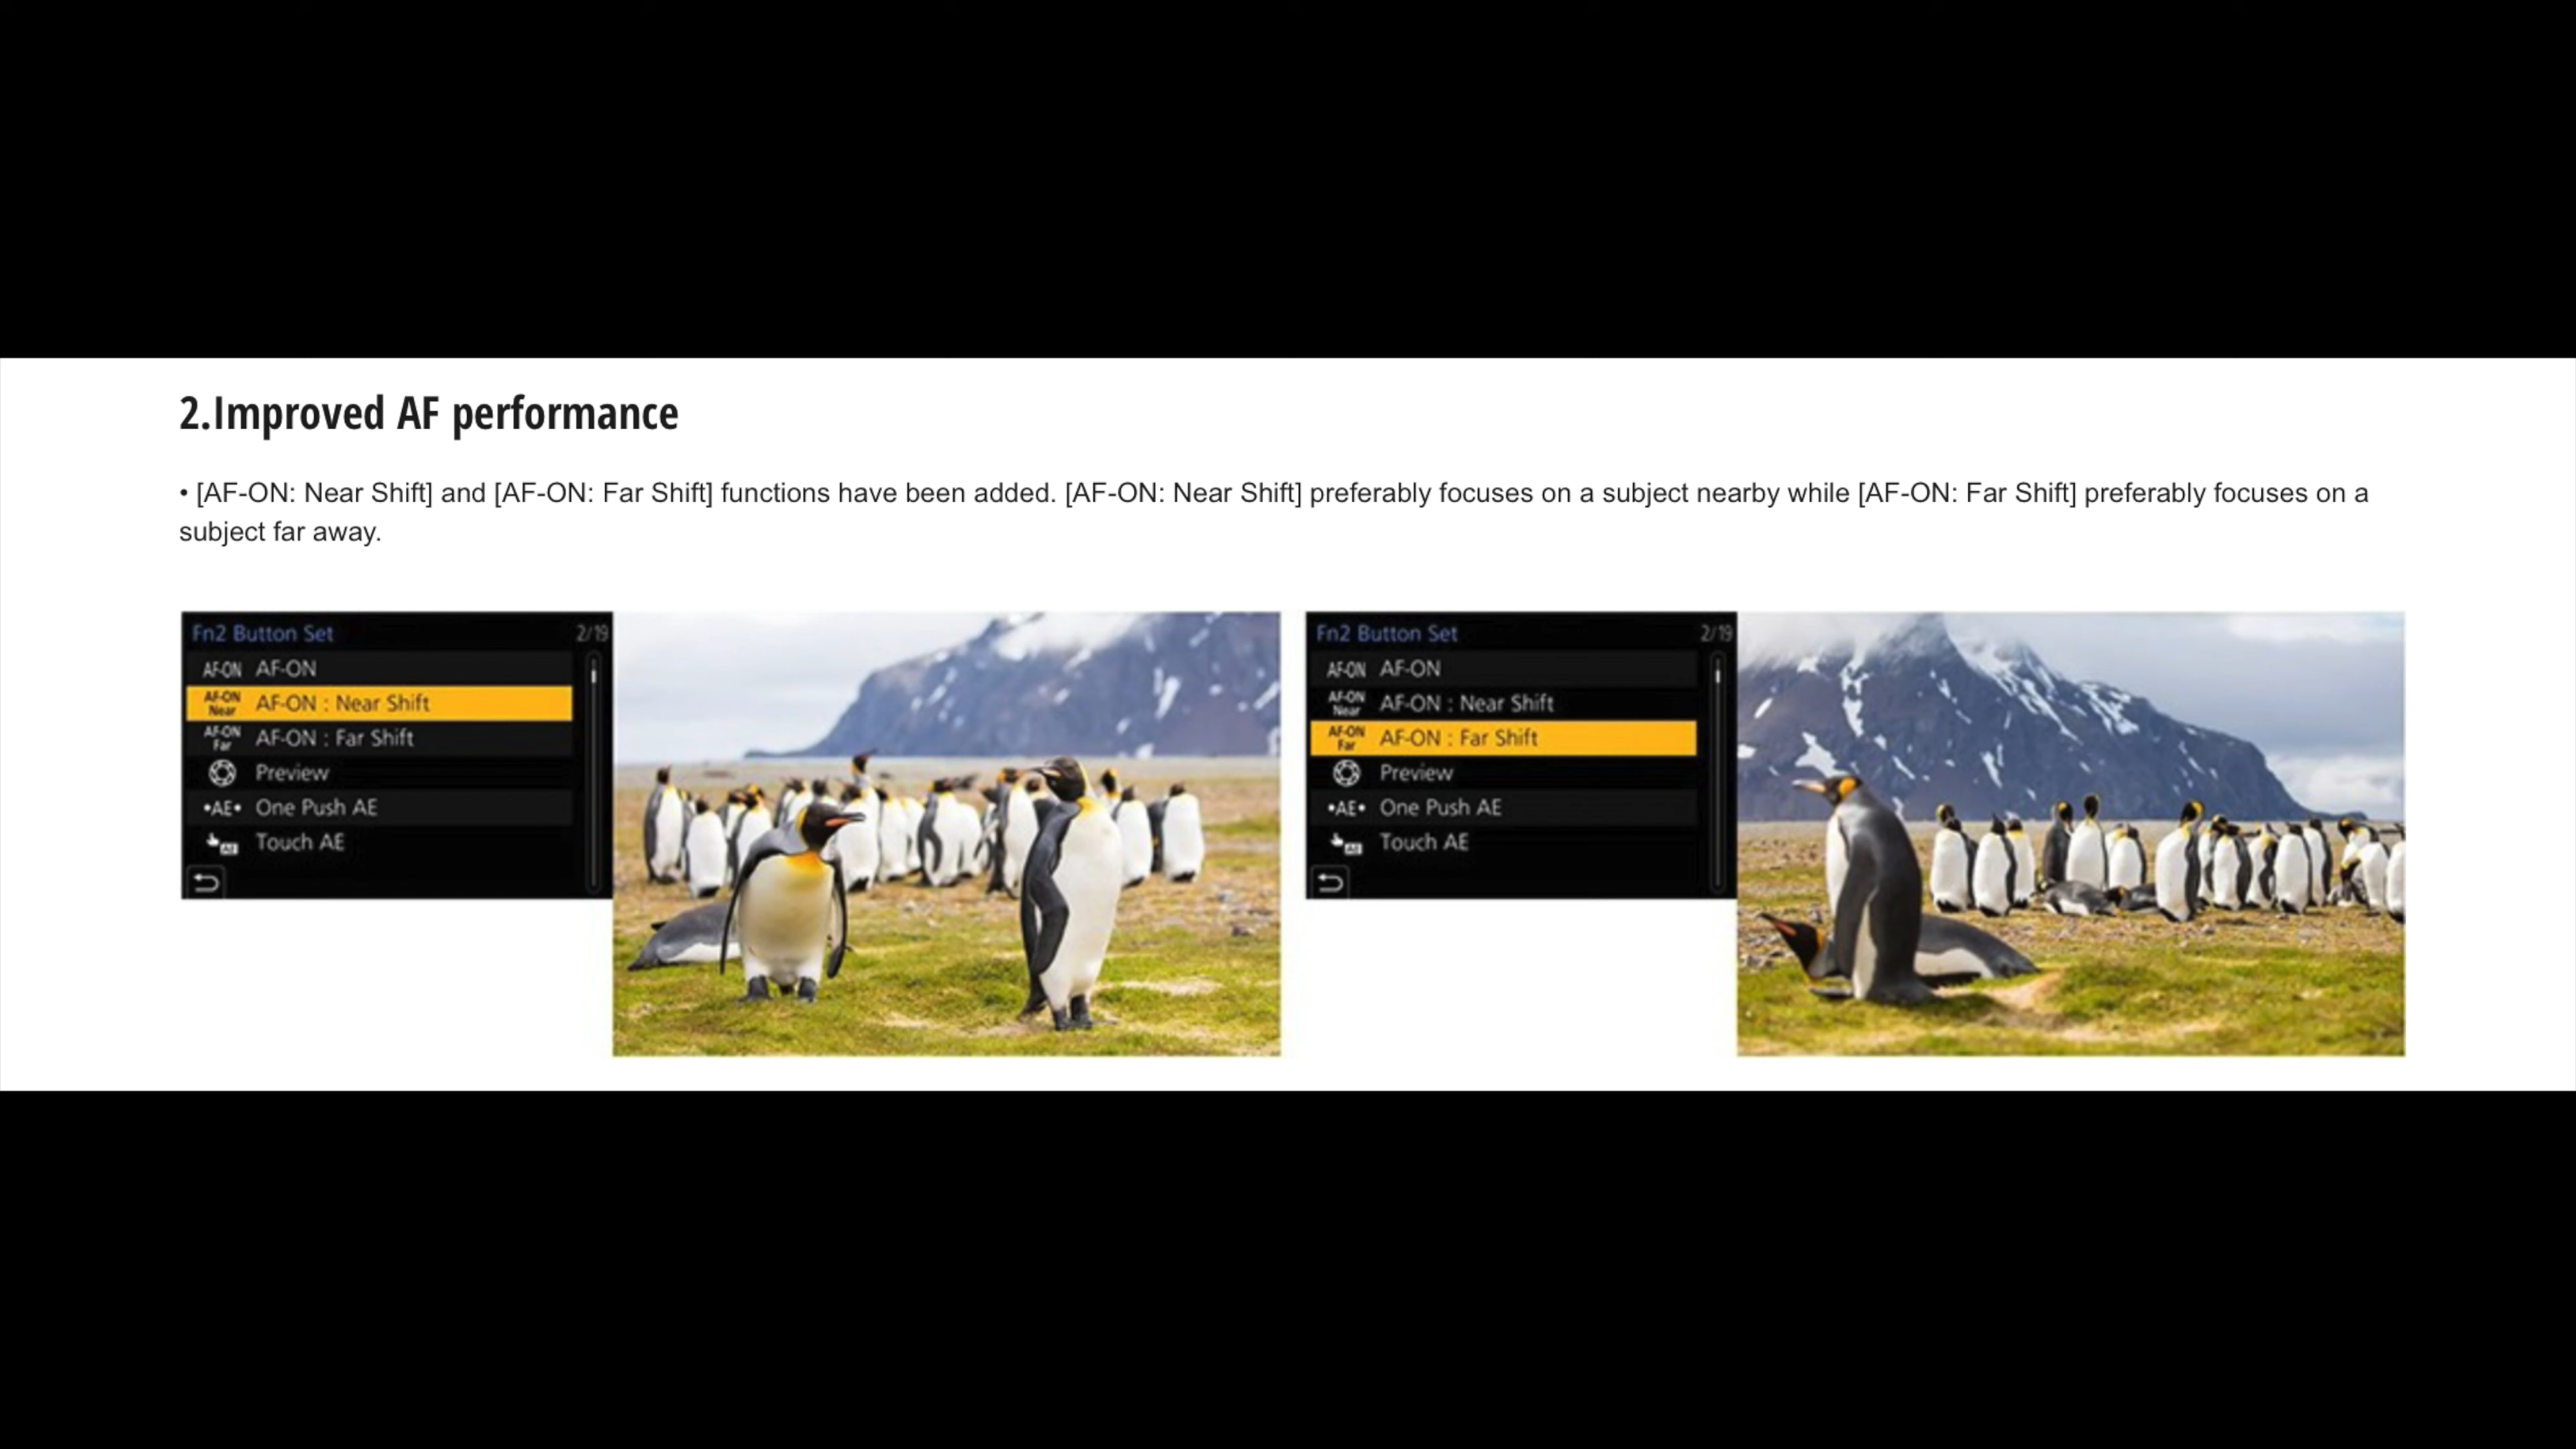 2.Improved AF performance
• [AF-ON: Near Shift] and [AF-ON: Far Shift] functions have been added. [AF-ON: Near Shift] preferably focuses on a subject nearby while [AF-ON: Far Shift] preferably focuses on a
subject far away.
Fn2 Button Set 2/19
AF-ON AF-ON
AF-ON Near AF-ON : Near Shift
AF-ON Far AF-ON : Far Shift
Preview
•AE• One Push AE
AE Touch AE
Fn2 Button Set 2/19
AF-ON AF-ON
AF-ON Near AF-ON : Near Shift
AF-ON Far AF-ON : Far Shift
Preview
•AE• One Push AE
AE Touch AE